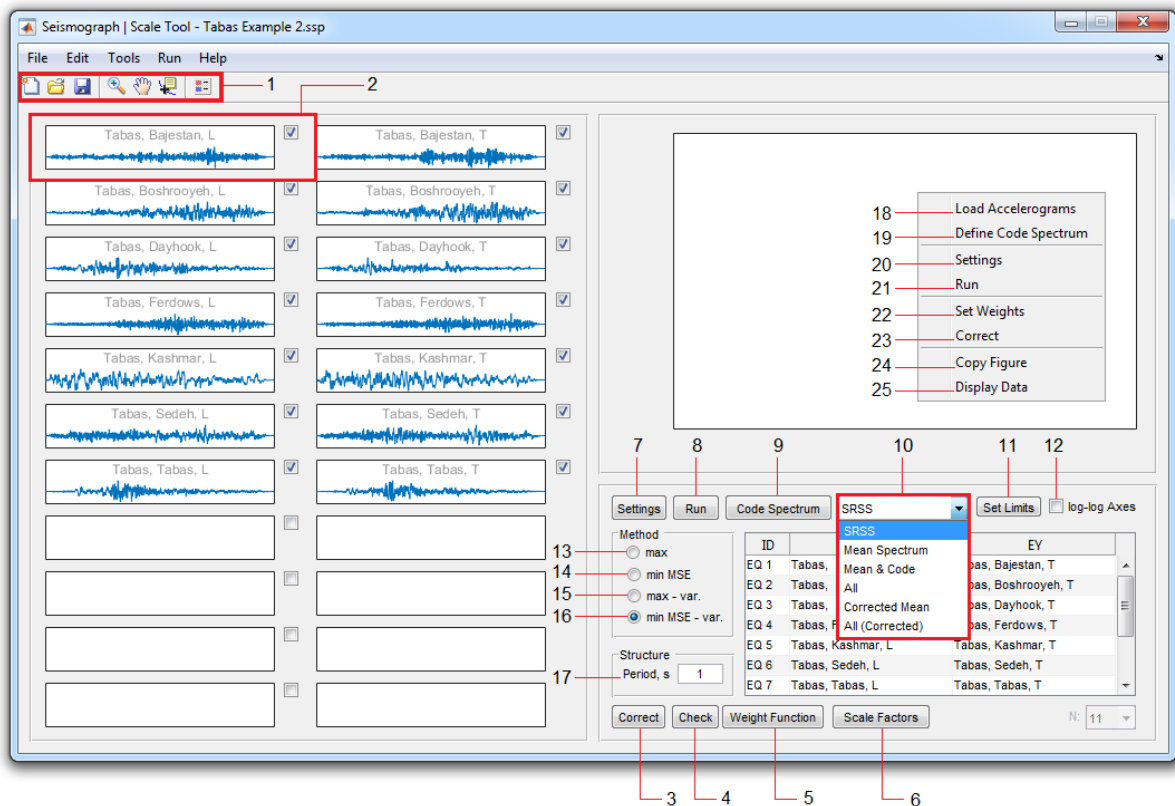 Seismograph | Scale Tool - Tabas Example 2.ssp
File Edit Tools Run Help
1
2
Tabas, Bajestan, L
Tabas, Bajestan, T
Tabas, Boshrooyeh, L
Tabas, Boshrooyeh, T
Tabas, Dayhook, L
Tabas, Dayhook, T
Tabas, Ferdows, L
Tabas, Ferdows, T
Tabas, Kashmar, L
Tabas, Kashmar, T
Tabas, Sedeh, L
Tabas, Sedeh, T
Tabas, Tabas, L
Tabas, Tabas, T
18 Load Accelerograms
19 Define Code Spectrum
20 Settings
21 Run
22 Set Weights
23 Correct
24 Copy Figure
25 Display Data
7 8 9 10 11 12
Settings Run Code Spectrum SRSS Set Limits log-log Axes
SRSS
Mean Spectrum
Mean & Code
All
Corrected Mean
All (Corrected)
Method
13 max
14 min MSE
15 max - var.
16 min MSE - var.
Structure
17 Period, s 1
ID EY
EQ 1 Tabas, bas, Bajestan, T
EQ 2 Tabas, bas, Boshrooyeh, T
EQ 3 Tabas, bas, Dayhook, T
EQ 4 Tabas, F bas, Ferdows, T
EQ 5 Tabas, Kashmar, L Tabas, Kashmar, T
EQ 6 Tabas, Sedeh, L Tabas, Sedeh, T
EQ 7 Tabas, Tabas, L Tabas, Tabas, T
Correct Check Weight Function Scale Factors N: 11
3 4 5 6